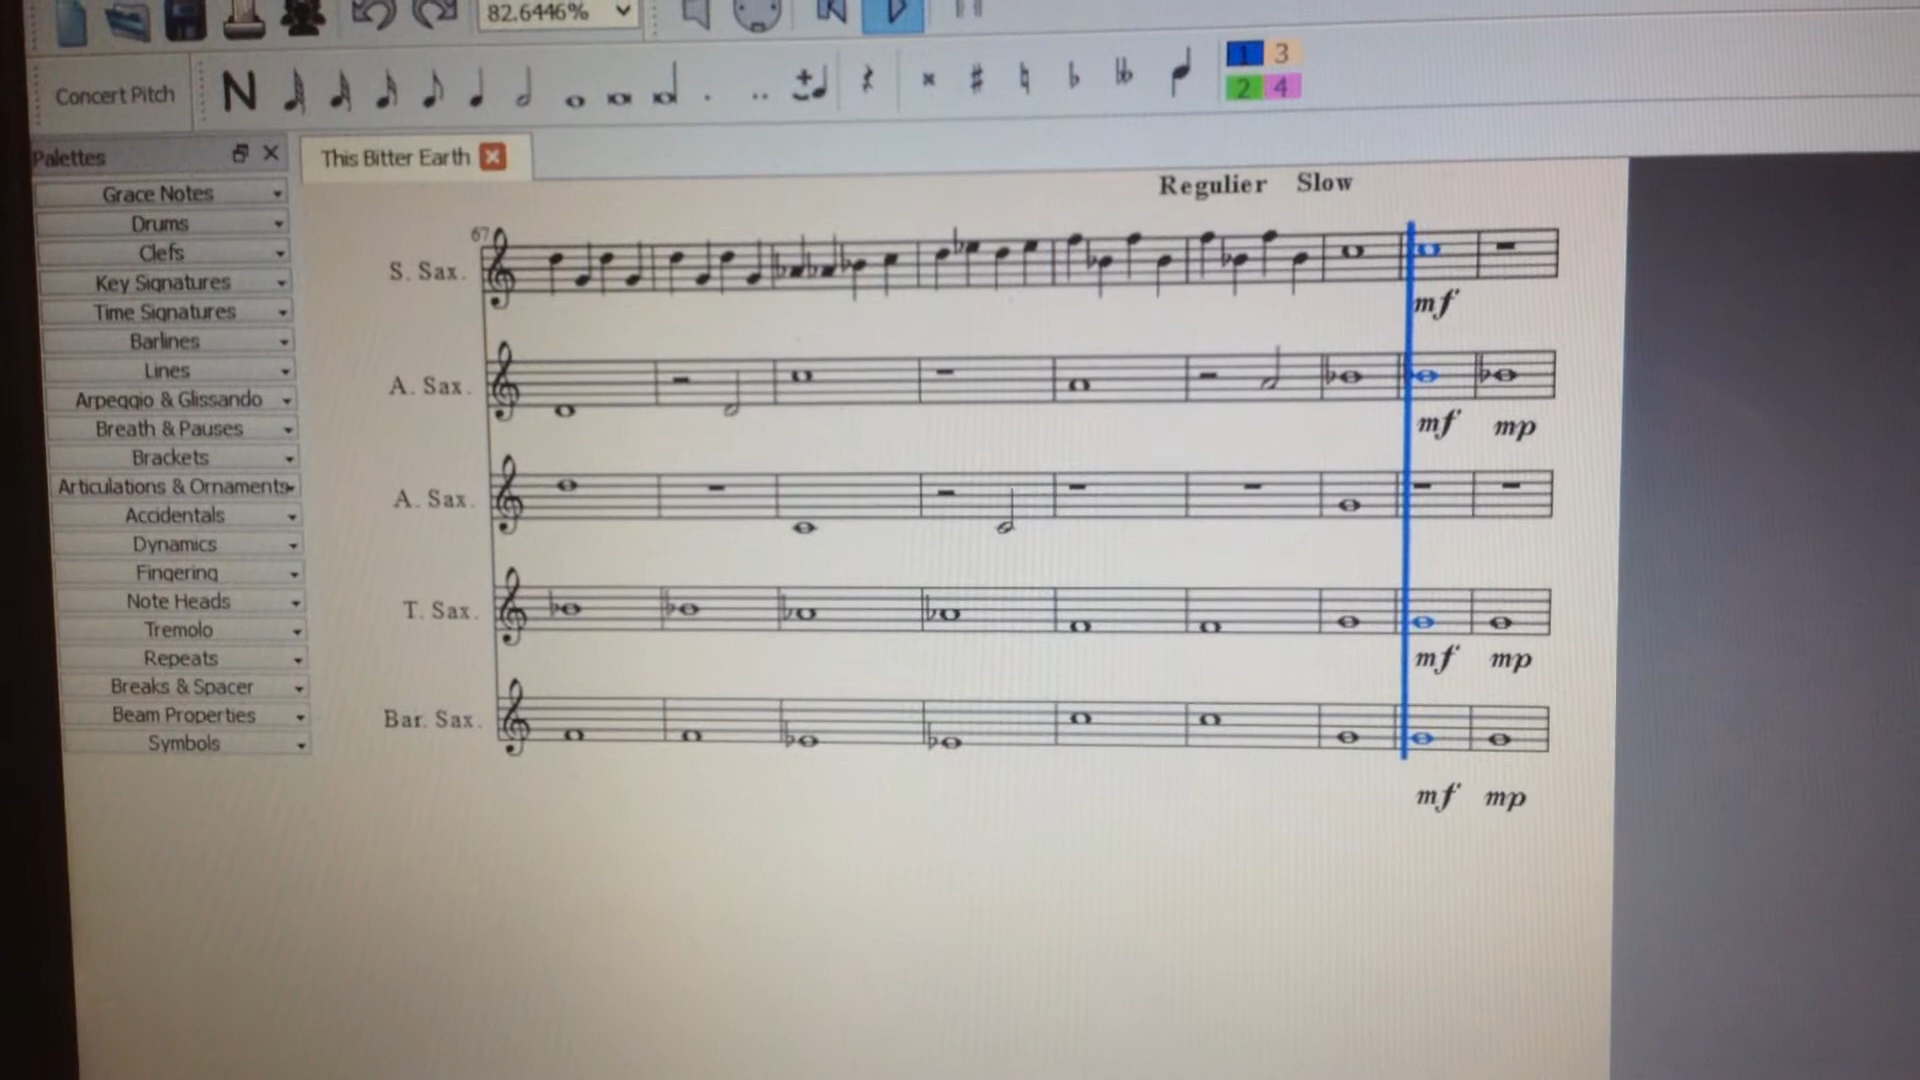 82.6446%
Concert Pitch
1 3
2 4
Palettes
Grace Notes
Drums
Clefs
Key Signatures
Time Signatures
Barlines
Lines
Arpeggio & Glissando
Breath & Pauses
Brackets
Articulations & Ornaments
Accidentals
Dynamics
Fingering
Note Heads
Tremolo
Repeats
Breaks & Spacer
Beam Properties
Symbols
This Bitter Earth
Regulier Slow
67
S. Sax.
mf
A. Sax.
mf mp
A. Sax.
T. Sax.
mf mp
Bar. Sax.
mf mp